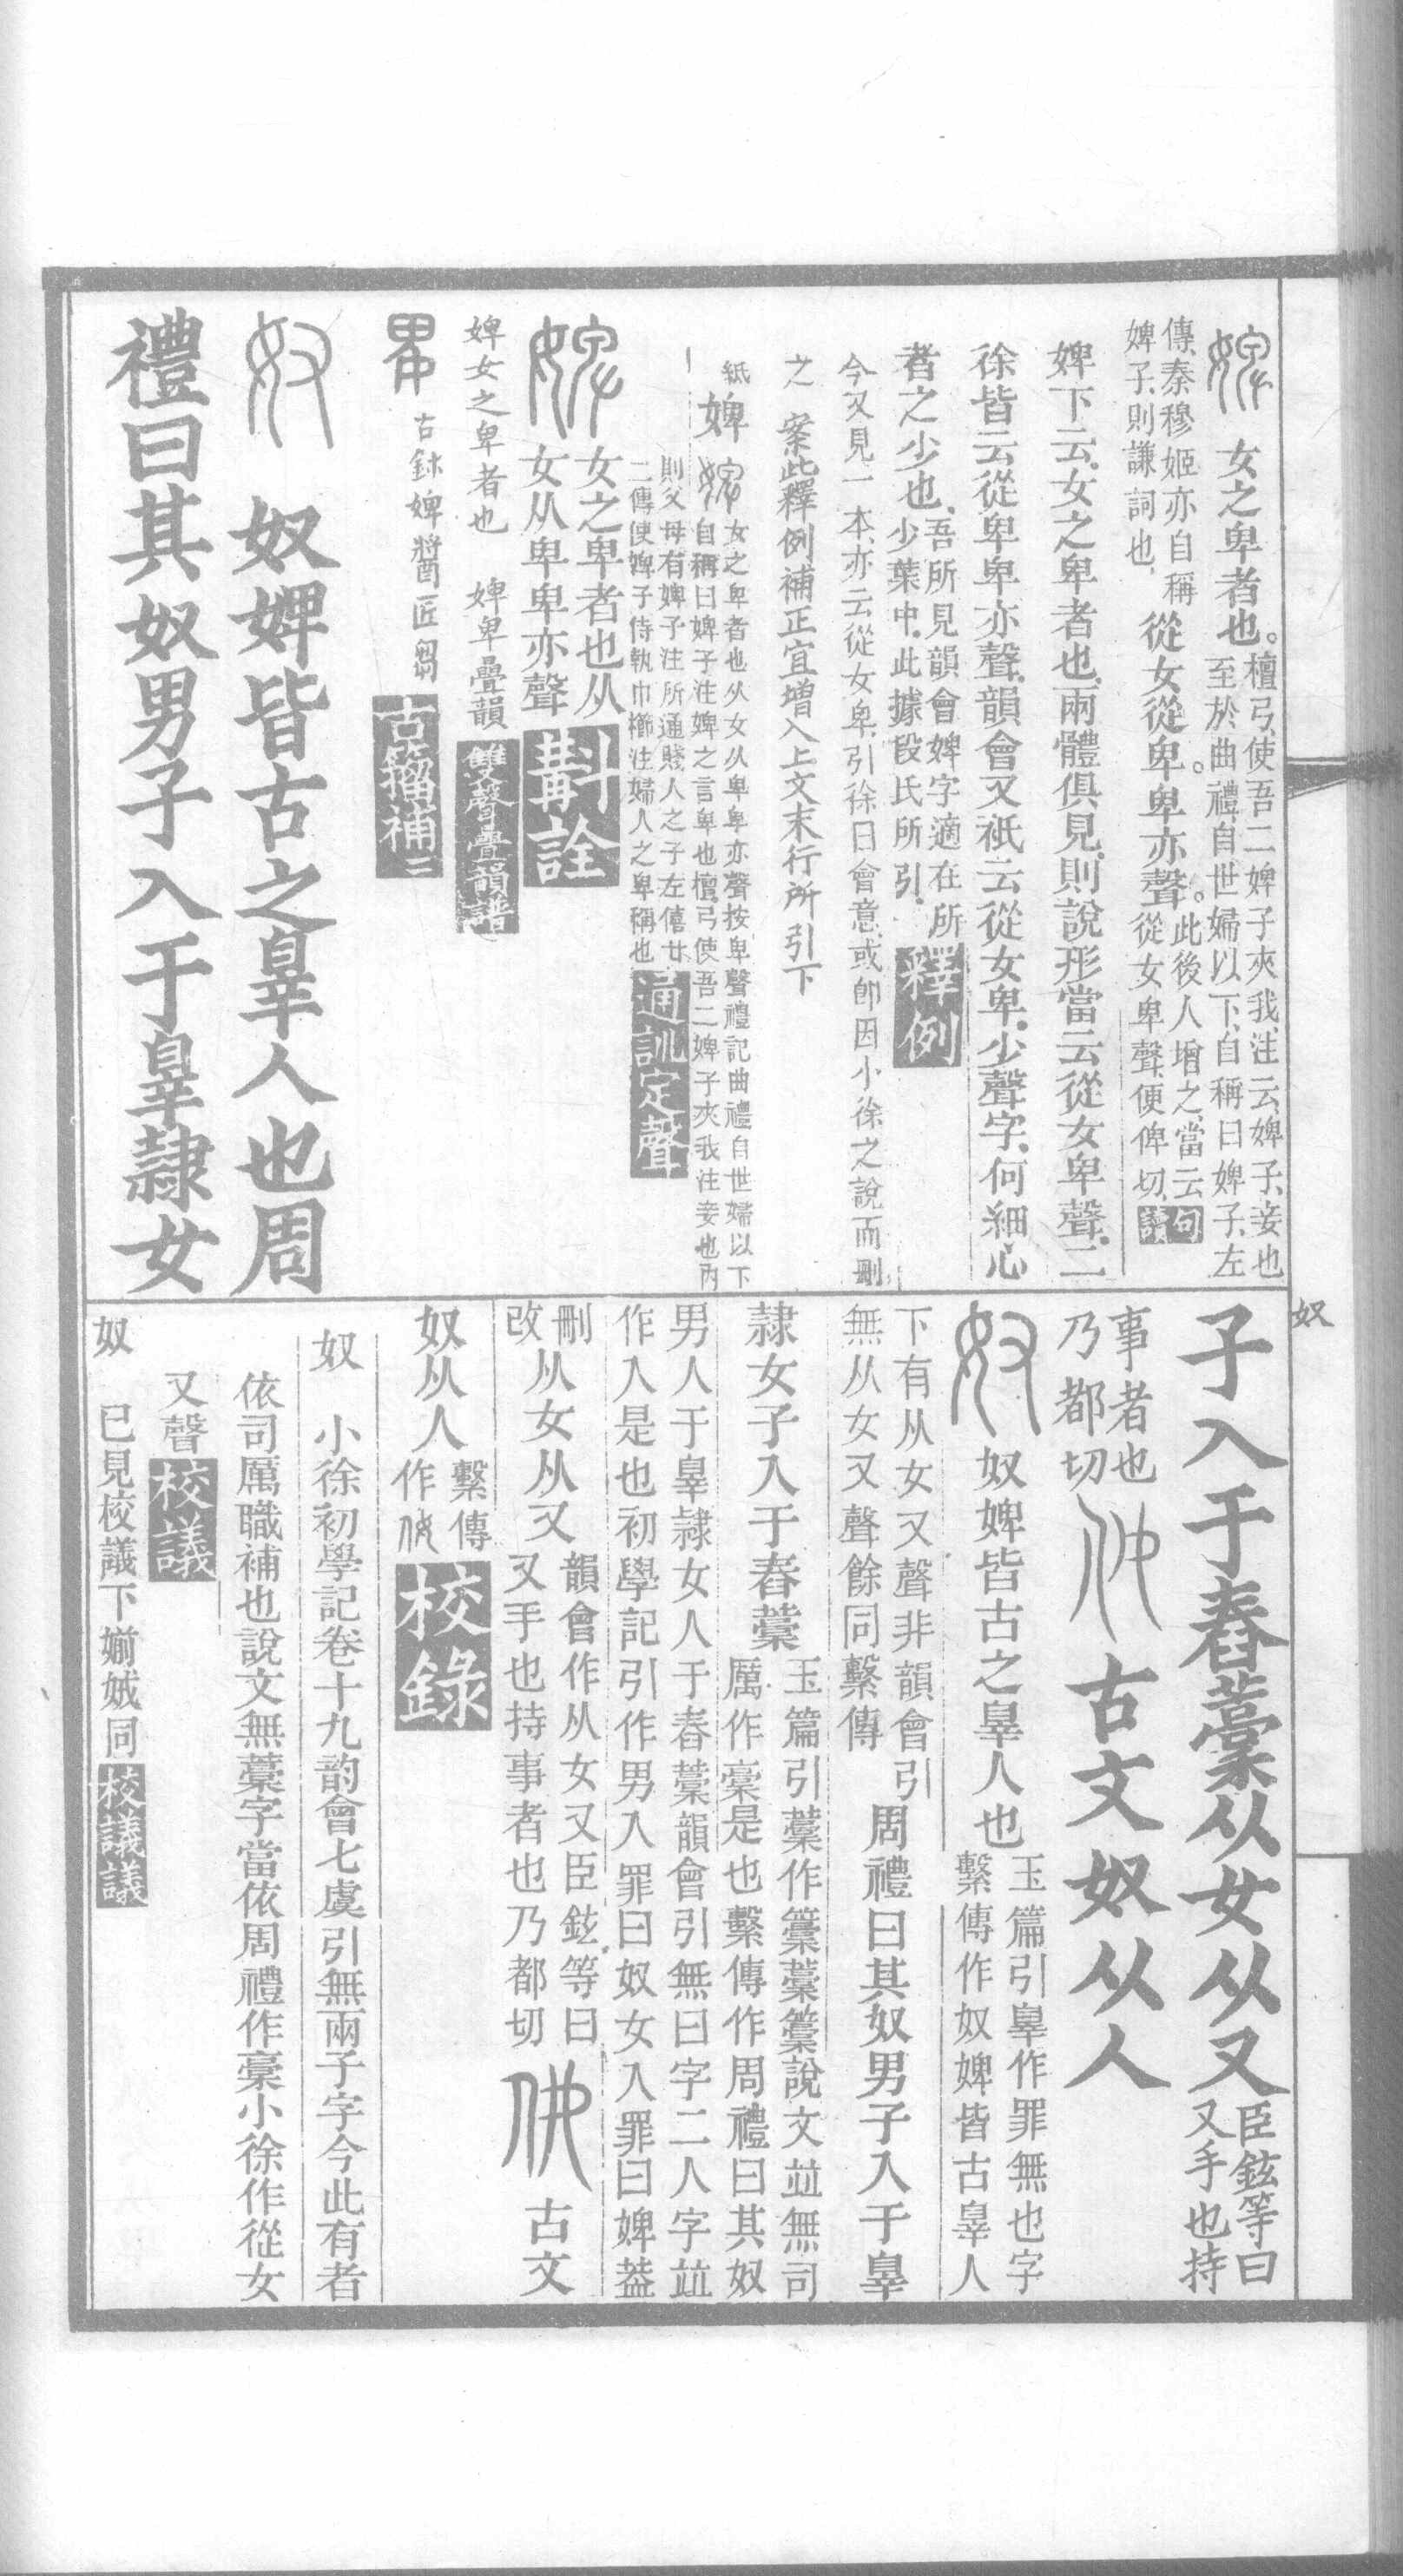 女之卑者也。檀弓、使吾二婢子夾我、注云、婢子、妾也
至於曲禮、自世婦以下、自稱曰婢子、左
傳、秦穆姬亦自稱
婢子、則謙詞也、從女從卑。卑亦聲。此後人增之、當云
從女卑聲、便俾切、句讀
婢下云、女之卑者也、兩體俱見、則說形當云從女卑聲、二
徐皆云從卑卑亦聲、韻會又祇云從女卑、少聲字、何細心
者之少也、吾所見韻會婢字適在所
少葉中、此據段氏所引、釋例
今又見一本、亦云從女卑、引徐曰會意、或卽因小徐之說而刪
之 案此釋例補正宜增入上文末行所引下
紙 婢 女之卑者也从女从卑卑亦聲按卑聲禮記曲禮自世婦以下
自稱曰婢子注婢之言卑也檀弓使吾二婢子夾我注妾也內
則父母有婢子注所通賤人之子左僖廿
二傳使婢子侍執巾櫛注婦人之卑稱也 通訓定聲
女之卑者也从
女从卑卑亦聲 斠詮
婢女之卑者也 婢卑疊韻 雙聲疊韻譜
古鉢婢醬匠芻 古籀補二
奴婢皆古之辠人也周
禮曰其奴男子入于辠隸女
奴
子入于舂藁从女从又臣鉉等曰
又手也持
事者也
乃都切 㚢 古文奴从人
奴婢皆古之辠人也 玉篇引辠作罪無也字
繫傳作奴婢皆古辠人
下有从女又聲非韻會引
無从女又聲餘同繫傳 周禮曰其奴男子入于辠
隸女子入于舂藁 玉篇引藁作䆃藁䆃說文竝無司
厲作稾是也繫傳作周禮曰其奴
男人于辠隸女人于舂藁韻會引無曰字二人字竝
作入是也初學記引作男入罪曰奴女入罪曰婢蓋
刪
改 从女从又 韻會作从女又臣鉉等曰
又手也持事者也乃都切 古文
奴从人 繫傳
作㚢 校錄
奴 小徐初學記卷十九韵會七虞引無兩子字今此有者
依司厲職補也說文無藁字當依周禮作稾小徐作從女
又聲 校議
奴 已見校議下媊娥同 校議議